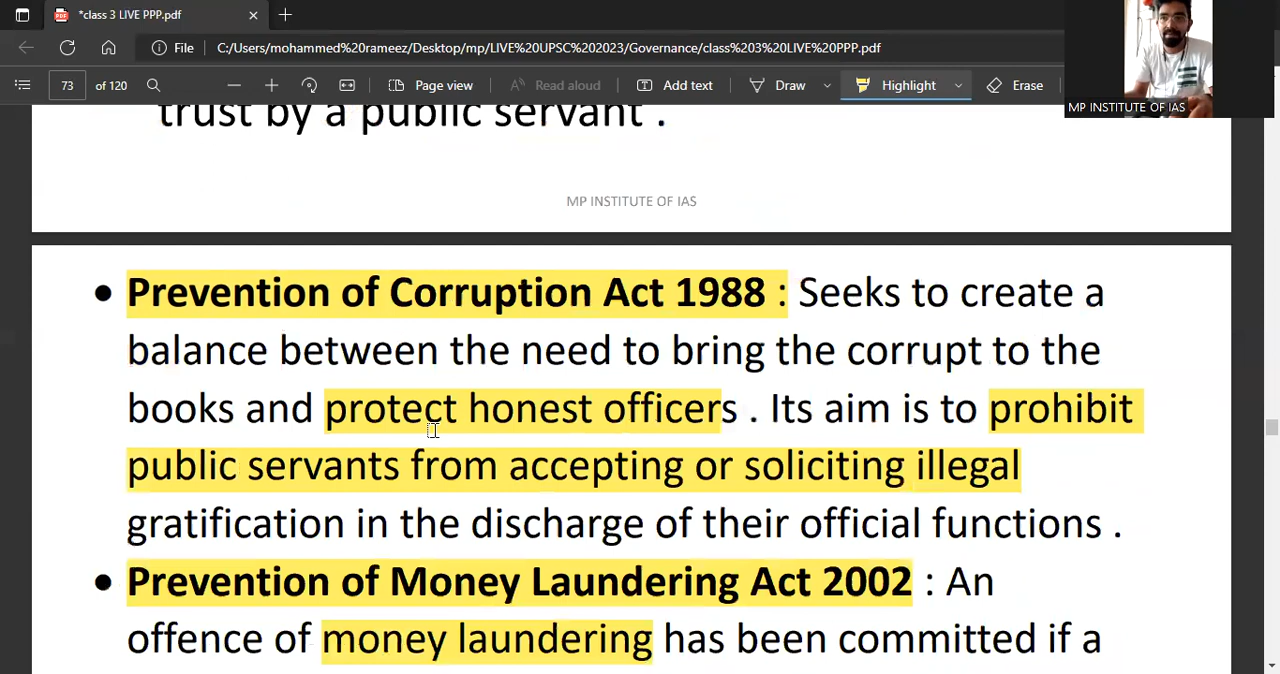 *class 3 LIVE PPP.pdf
File C:/Users/mohammed%20rameez/Desktop/mp/LIVE%20UPSC%202023/Governance/class%203%20LIVE%20PPP.pdf
73 of 120 Page view Read aloud Add text Draw Highlight Erase
MP INSTITUTE OF IAS
trust by a public servant .
MP INSTITUTE OF IAS
• Prevention of Corruption Act 1988 : Seeks to create a
balance between the need to bring the corrupt to the
books and protect honest officers . Its aim is to prohibit
public servants from accepting or soliciting illegal
gratification in the discharge of their official functions .
• Prevention of Money Laundering Act 2002 : An
offence of money laundering has been committed if a